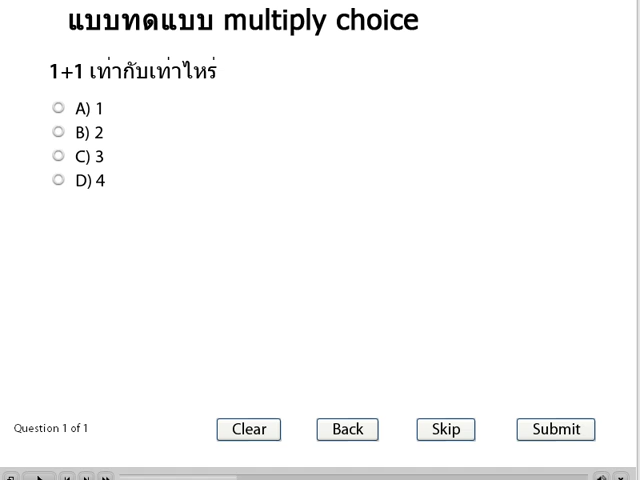 แบบทดแบบ multiply choice
1+1 เท่ากับเท่าไหร่
A) 1
B) 2
C) 3
D) 4
Question 1 of 1
Clear
Back
Skip
Submit